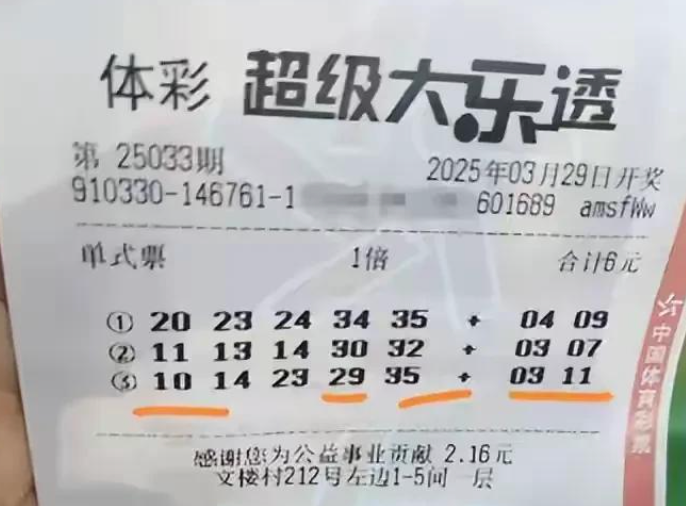 体彩 超级大乐透
第 25033期 2025年03月29日开奖
910330-146761-1 601689 amsfWw
单式票 1倍 合计6元
① 20 23 24 34 35 + 04 09
② 11 13 14 30 32 + 03 07
③ 10 14 23 29 35 + 03 11
感谢您为公益事业贡献 2.16元
文楼村212号左边1-5间一层
中国体育彩票